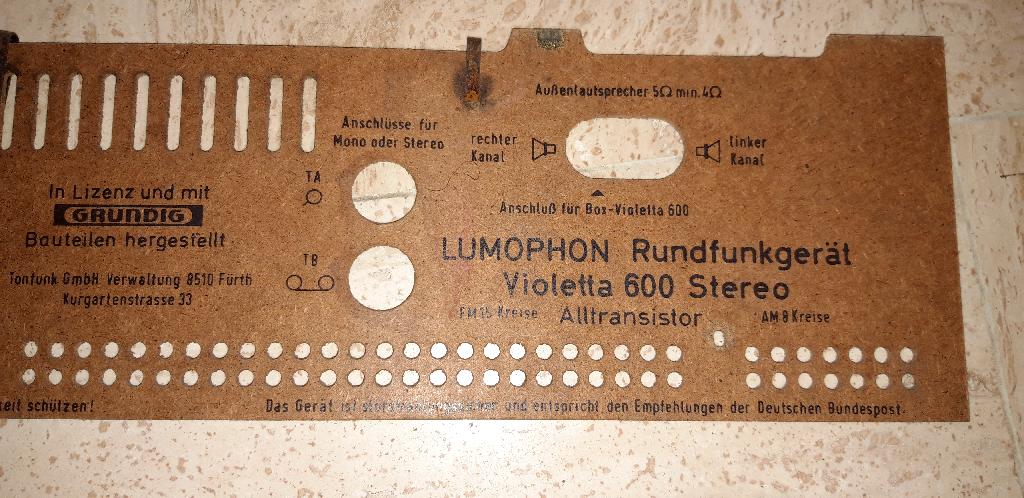 Außenlautsprecher 5Ω min. 4Ω
Anschlüsse für
Mono oder Stereo
rechter
Kanal
linker
Kanal
TA
In Lizenz und mit
GRUNDIG
Bauteilen hergestellt
Anschluß für Box-Violetta 600
LUMOPHON Rundfunkgerät
Violetta 600 Stereo
TB
Tonfunk GmbH Verwaltung 8510 Fürth
Kurgartenstrasse 33
FM 15 Kreise
Alltransistor
AM 8 Kreise
schützen!
Das Gerät ist und entspricht den Empfehlungen der Deutschen Bundespost.